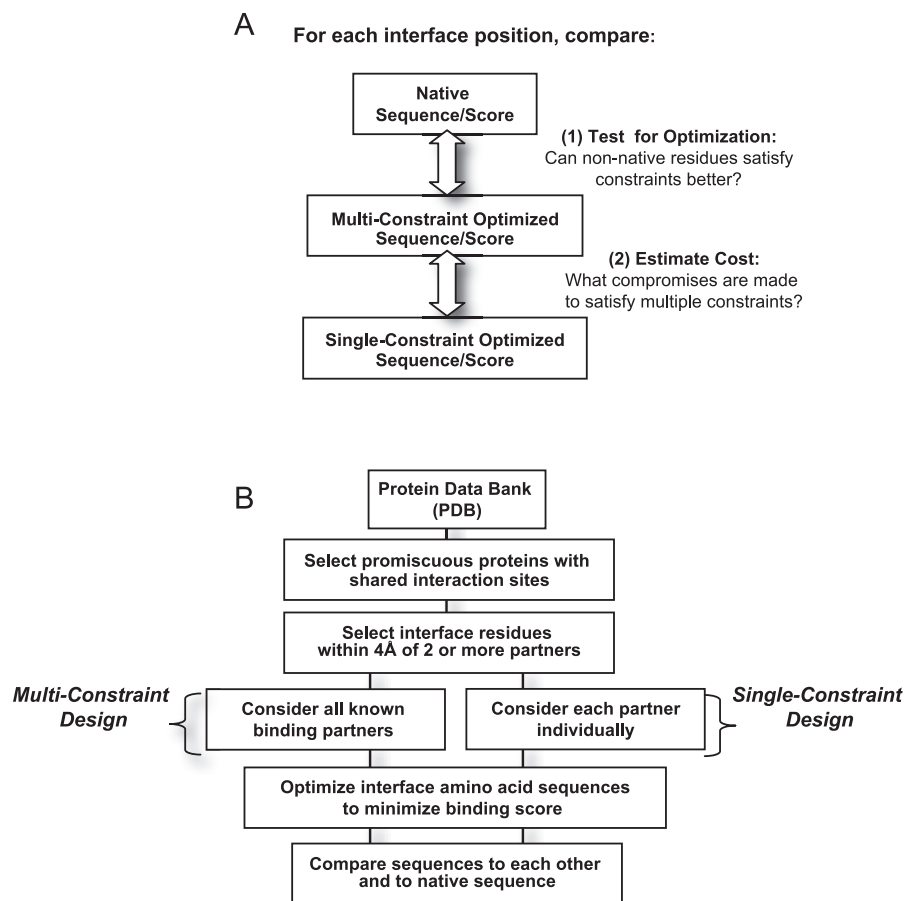 A
For each interface position, compare:
Native
Sequence/Score
(1) Test for Optimization:
Can non-native residues satisfy
constraints better?
Multi-Constraint Optimized
Sequence/Score
(2) Estimate Cost:
What compromises are made
to satisfy multiple constraints?
Single-Constraint Optimized
Sequence/Score
B
Protein Data Bank
(PDB)
Select promiscuous proteins with
shared interaction sites
Select interface residues
within 4Å of 2 or more partners
Multi-Constraint
Design
Consider all known
binding partners
Consider each partner
individually
Single-Constraint
Design
Optimize interface amino acid sequences
to minimize binding score
Compare sequences to each other
and to native sequence